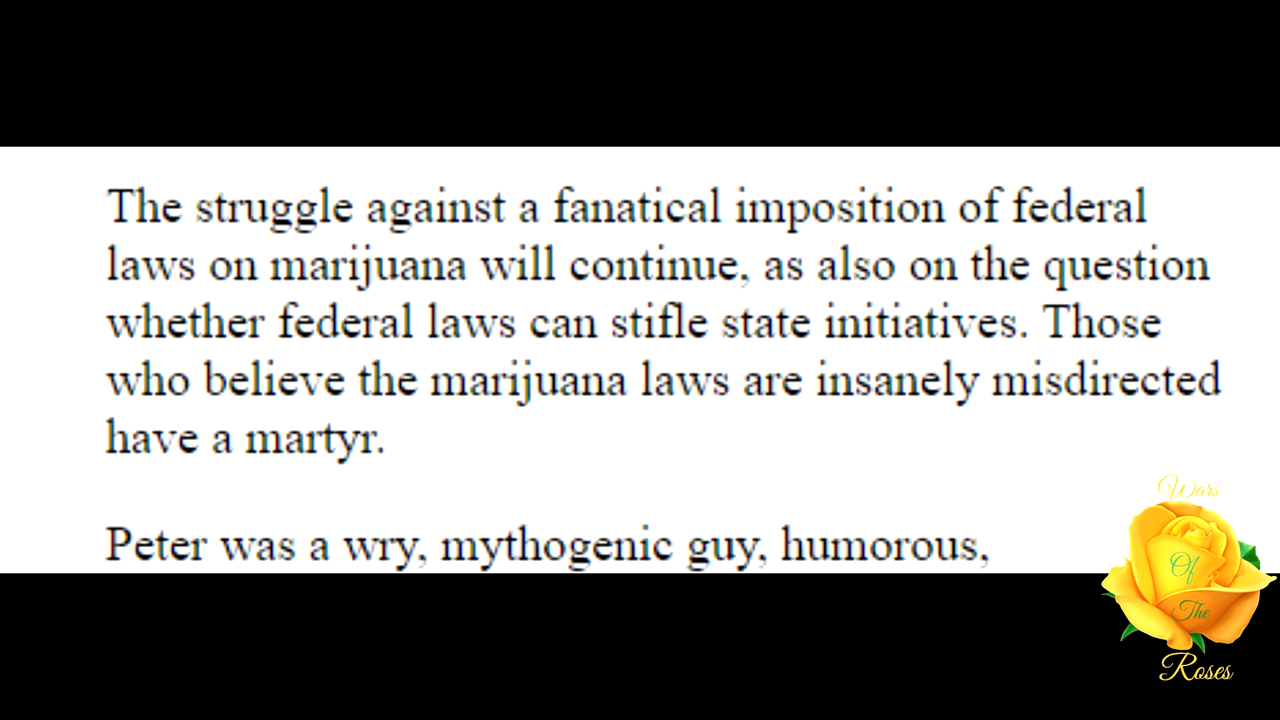 The struggle against a fanatical imposition of federal
laws on marijuana will continue, as also on the question
whether federal laws can stifle state initiatives. Those
who believe the marijuana laws are insanely misdirected
have a martyr.
Peter was a wry, mythogenic guy, humorous,
Wars
Of
The
Roses